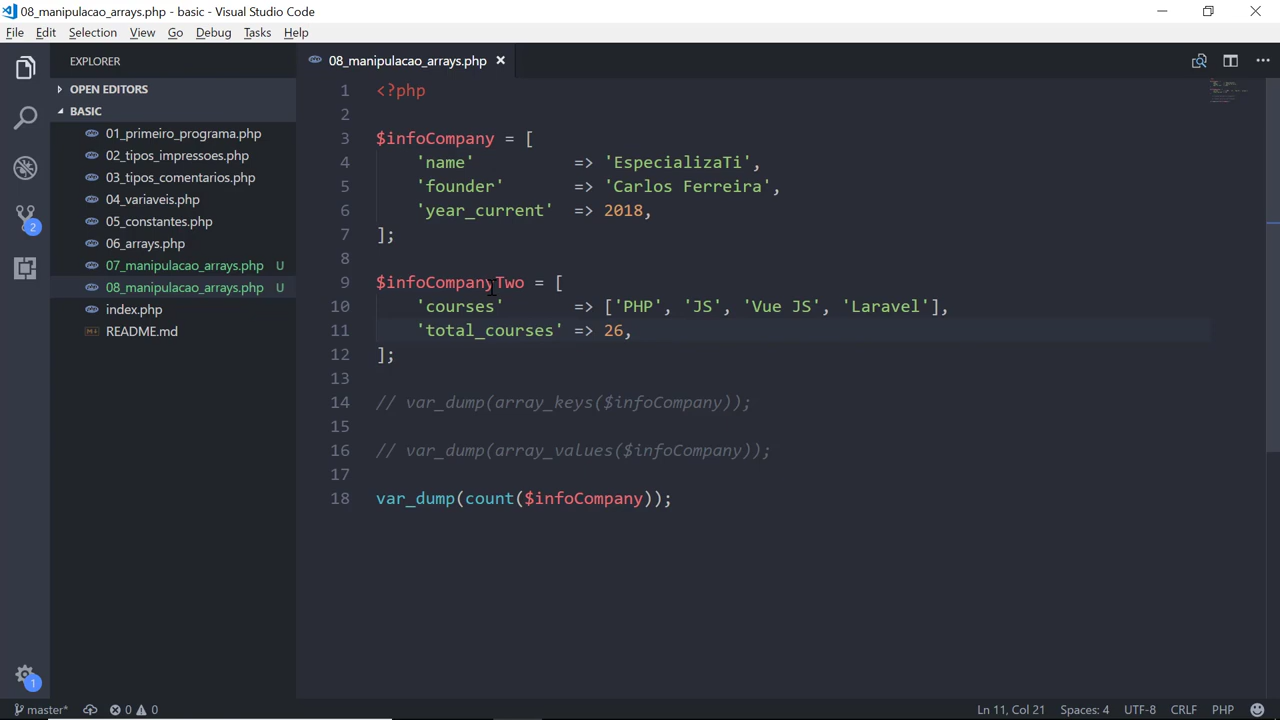 08_manipulacao_arrays.php - basic - Visual Studio Code
File Edit Selection View Go Debug Tasks Help
EXPLORER
OPEN EDITORS
BASIC
01_primeiro_programa.php
02_tipos_impressoes.php
03_tipos_comentarios.php
04_variaveis.php
05_constantes.php
06_arrays.php
07_manipulacao_arrays.php U
08_manipulacao_arrays.php U
index.php
README.md
2
1
08_manipulacao_arrays.php
1 <?php
2
3 $infoCompany = [
4 'name' => 'EspecializaTi',
5 'founder' => 'Carlos Ferreira',
6 'year_current' => 2018,
7 ];
8
9 $infoCompanyTwo = [
10 'courses' => ['PHP', 'JS', 'Vue JS', 'Laravel'],
11 'total_courses' => 26,
12 ];
13
14 // var_dump(array_keys($infoCompany));
15
16 // var_dump(array_values($infoCompany));
17
18 var_dump(count($infoCompany));
master* 0 0 Ln 11, Col 21 Spaces: 4 UTF-8 CRLF PHP